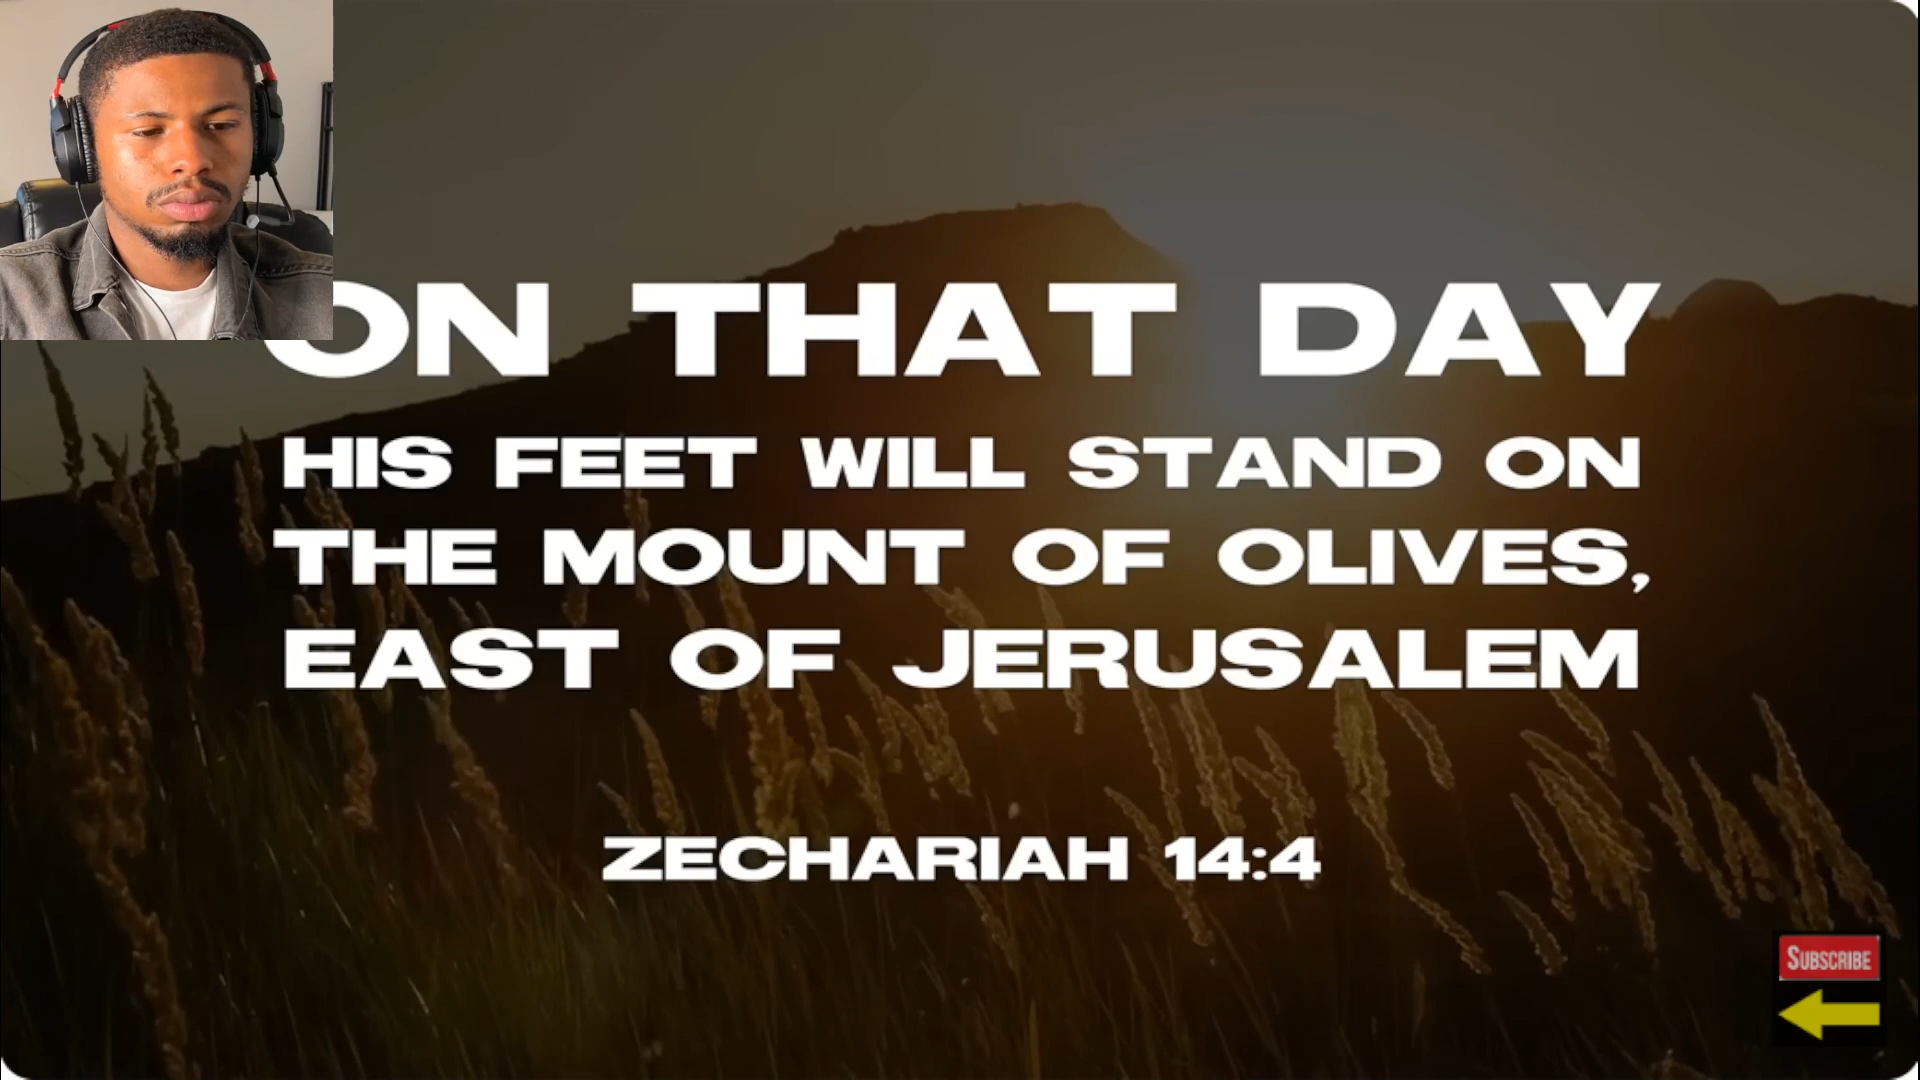 ON THAT DAY
HIS FEET WILL STAND ON
THE MOUNT OF OLIVES,
EAST OF JERUSALEM
ZECHARIAH 14:4
SUBSCRIBE